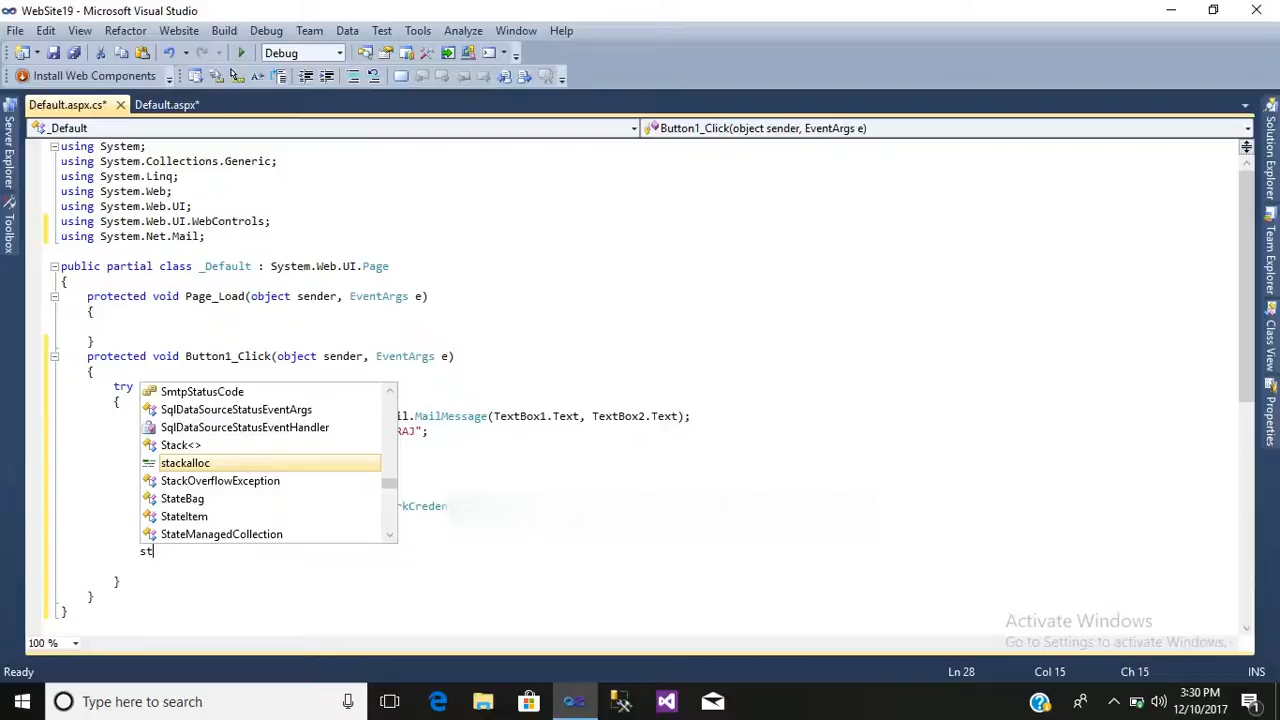 WebSite19 - Microsoft Visual Studio
File Edit View Refactor Website Build Debug Team Data Test Tools Analyze Window Help
Debug
Install Web Components
Default.aspx.cs* Default.aspx*
_Default Button1_Click(object sender, EventArgs e)
using System;
using System.Collections.Generic;
using System.Linq;
using System.Web;
using System.Web.UI;
using System.Web.UI.WebControls;
using System.Net.Mail;
public partial class _Default : System.Web.UI.Page
{
protected void Page_Load(object sender, EventArgs e)
{
}
protected void Button1_Click(object sender, EventArgs e)
{
try
{
il.MailMessage(TextBox1.Text, TextBox2.Text);
RAJ";
rkCreden
st
}
}
}
SmtpStatusCode
SqlDataSourceStatusEventArgs
SqlDataSourceStatusEventHandler
Stack<>
stackalloc
StackOverflowException
StateBag
StateItem
StateManagedCollection
Server Explorer
Toolbox
Solution Explorer
Team Explorer
Class View
Properties
Activate Windows
Go to Settings to activate Windows.
100 %
Ready Ln 28 Col 15 Ch 15 INS
Type here to search
3:30 PM
12/10/2017